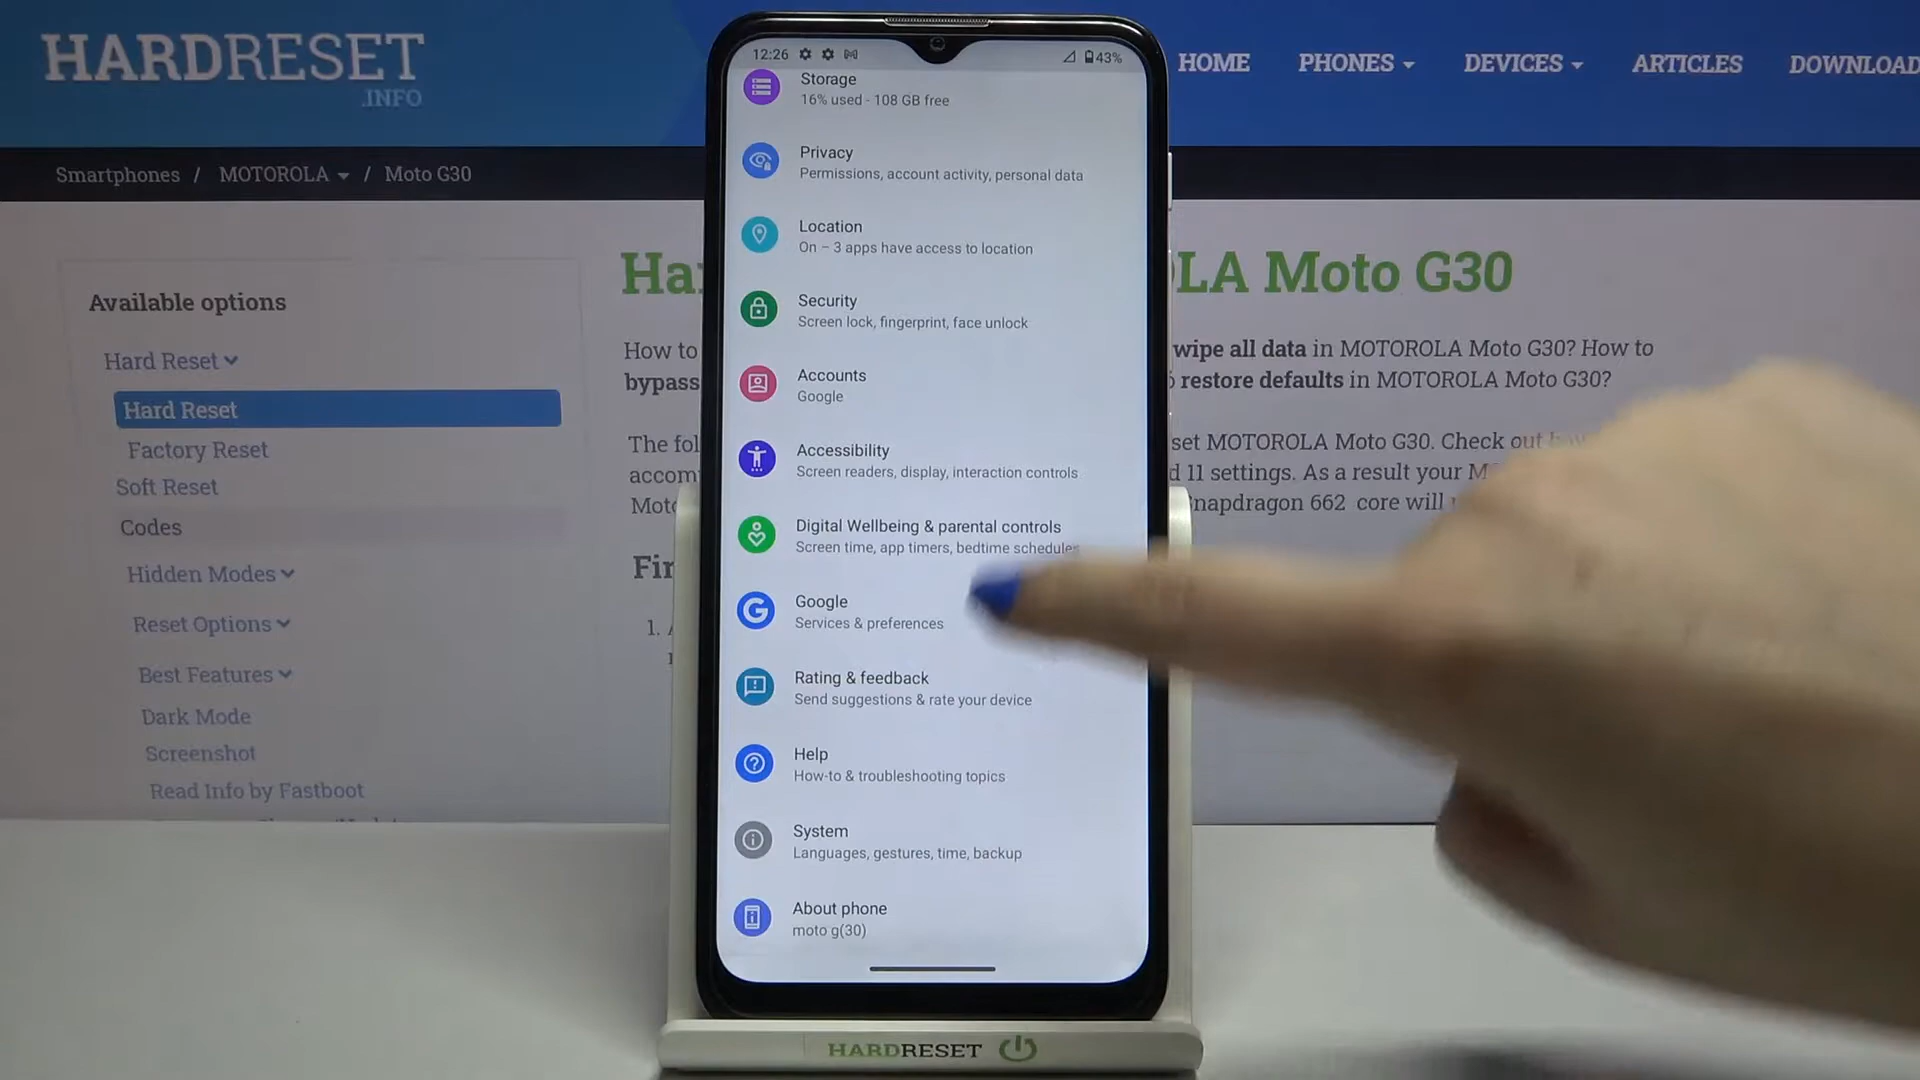 HARDRESET
.INFO
HOME PHONES DEVICES ARTICLES DOWNLOAD
Smartphones / MOTOROLA / Moto G30
Available options
Hard Reset
Hard Reset
Factory Reset
Soft Reset
Codes
Hidden Modes
Reset Options
Best Features
Dark Mode
Screenshot
Read Info by Fastboot
Ha LA Moto G30
How to wipe all data in MOTOROLA Moto G30? How to
bypass restore defaults in MOTOROLA Moto G30?
The fol set MOTOROLA Moto G30. Check out
accom d 11 settings. As a result your M
Moto Snapdragon 662 core will
Fir
1.
12:26 43%
Storage
16% used - 108 GB free
Privacy
Permissions, account activity, personal data
Location
On – 3 apps have access to location
Security
Screen lock, fingerprint, face unlock
Accounts
Google
Accessibility
Screen readers, display, interaction controls
Digital Wellbeing & parental controls
Screen time, app timers, bedtime schedules
Google
Services & preferences
Rating & feedback
Send suggestions & rate your device
Help
How-to & troubleshooting topics
System
Languages, gestures, time, backup
About phone
moto g(30)
HARDRESET